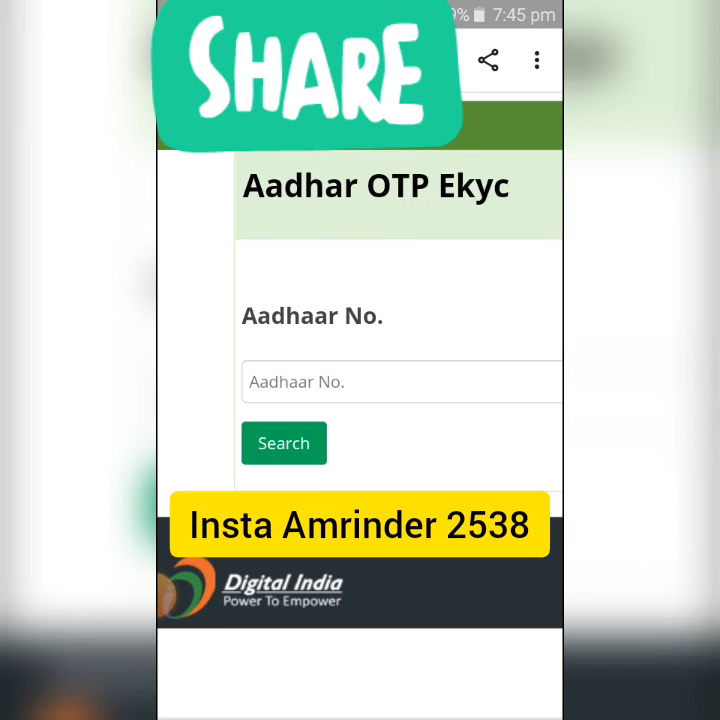 9% 7:45 pm
SHARE
Aadhar OTP Ekyc
Aadhaar No.
Aadhaar No.
Search
Insta Amrinder 2538
Digital India
Power To Empower